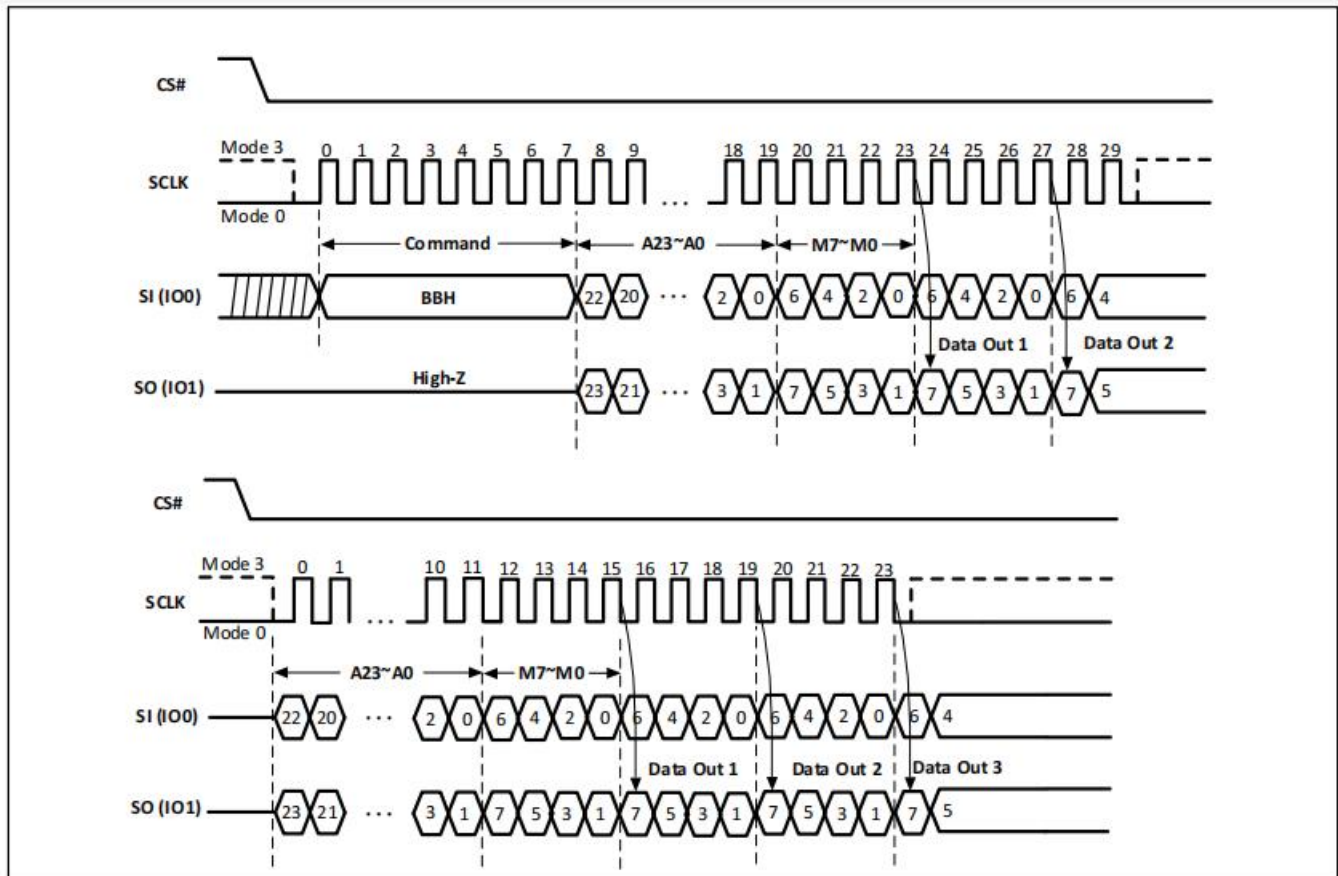 CS#
Mode 3 0 1 2 3 4 5 6 7 8 9 18 19 20 21 22 23 24 25 26 27 28 29
SCLK ...
Mode 0
Command A23~A0 M7~M0
SI (IO0) BBH 22 20 ... 2 0 6 4 2 0 6 4 2 0 6 4
Data Out 1 Data Out 2
SO (IO1) High-Z 23 21 ... 3 1 7 5 3 1 7 5 3 1 7 5
CS#
Mode 3 0 1 10 11 12 13 14 15 16 17 18 19 20 21 22 23
SCLK ...
Mode 0
A23~A0 M7~M0
SI (IO0) 22 20 ... 2 0 6 4 2 0 6 4 2 0 6 4 2 0 6 4
Data Out 1 Data Out 2 Data Out 3
SO (IO1) 23 21 ... 3 1 7 5 3 1 7 5 3 1 7 5 3 1 7 5